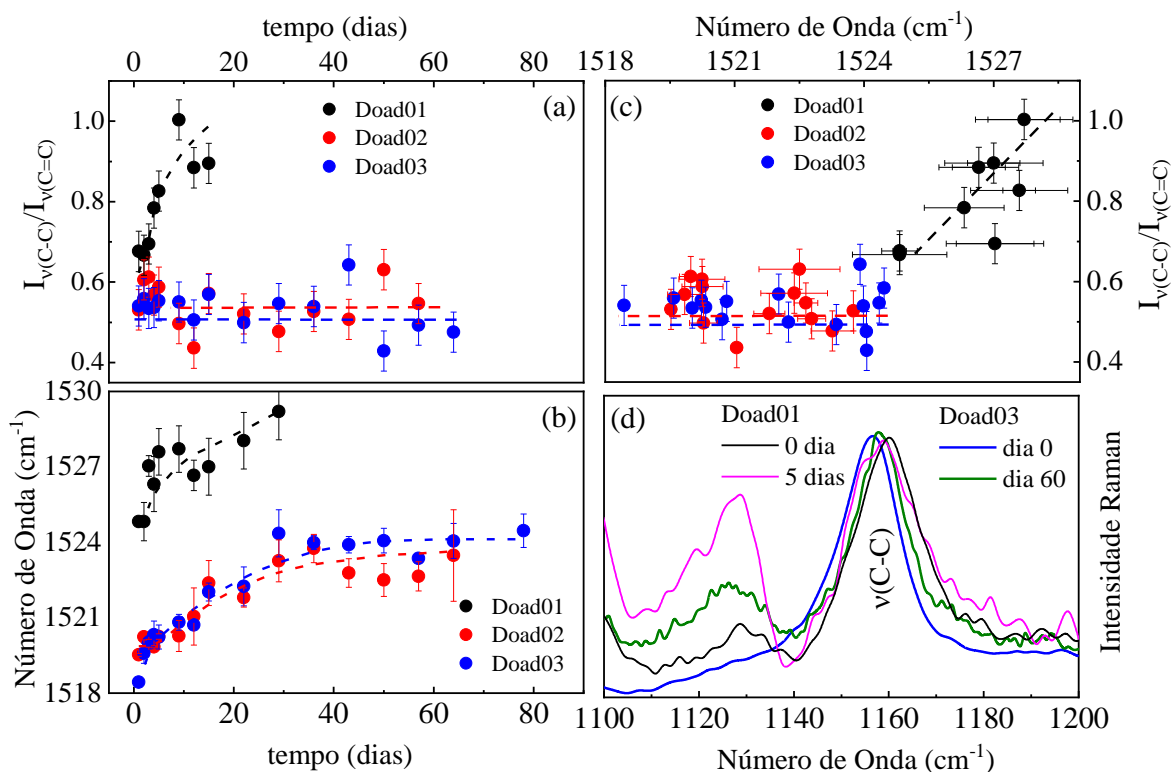 tempo (dias)
0 20 40 60 80
Número de Onda (cm⁻¹)
1518 1521 1524 1527
I_ν(C-C)/I_ν(C=C)
1.0
0.8
0.6
0.4
(a)
Doad01
Doad02
Doad03
(c)
Doad01
Doad02
Doad03
1.0
0.8
0.6
0.4
I_ν(C-C)/I_ν(C=C)
Número de Onda (cm⁻¹)
1530
1527
1524
1521
1518
(b)
Doad01
Doad02
Doad03
0 20 40 60 80
tempo (dias)
(d)
Doad01
0 dia
5 dias
Doad03
dia 0
dia 60
ν(C-C)
Intensidade Raman
1100 1120 1140 1160 1180 1200
Número de Onda (cm⁻¹)